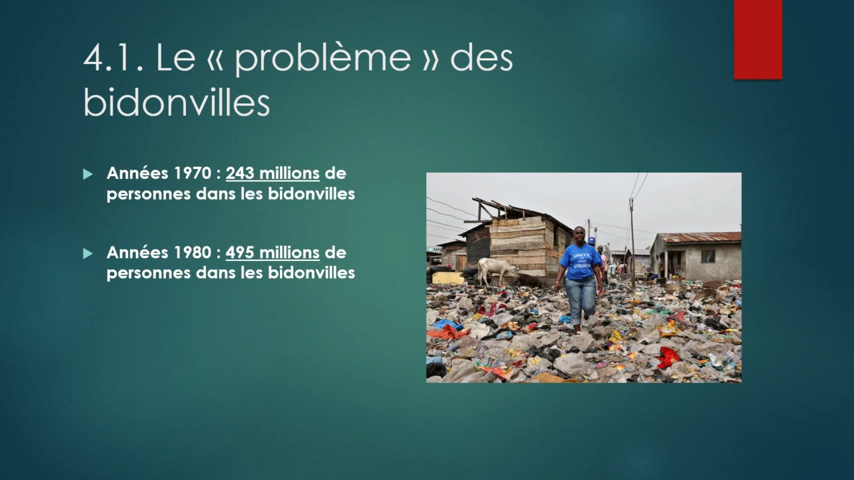 4.1. Le « problème » des
bidonvilles
Années 1970 : 243 millions de
personnes dans les bidonvilles
Années 1980 : 495 millions de
personnes dans les bidonvilles